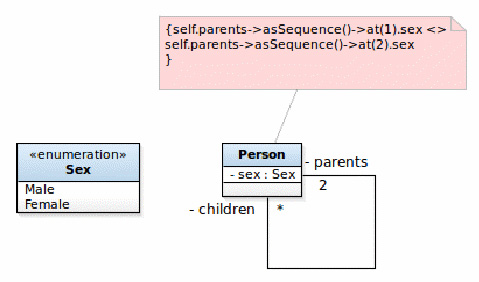 {self.parents->asSequence()->at(1).sex <>
self.parents->asSequence()->at(2).sex
}
«enumeration»
Sex
Male
Female
Person
- sex : Sex
- parents
2
- children
*